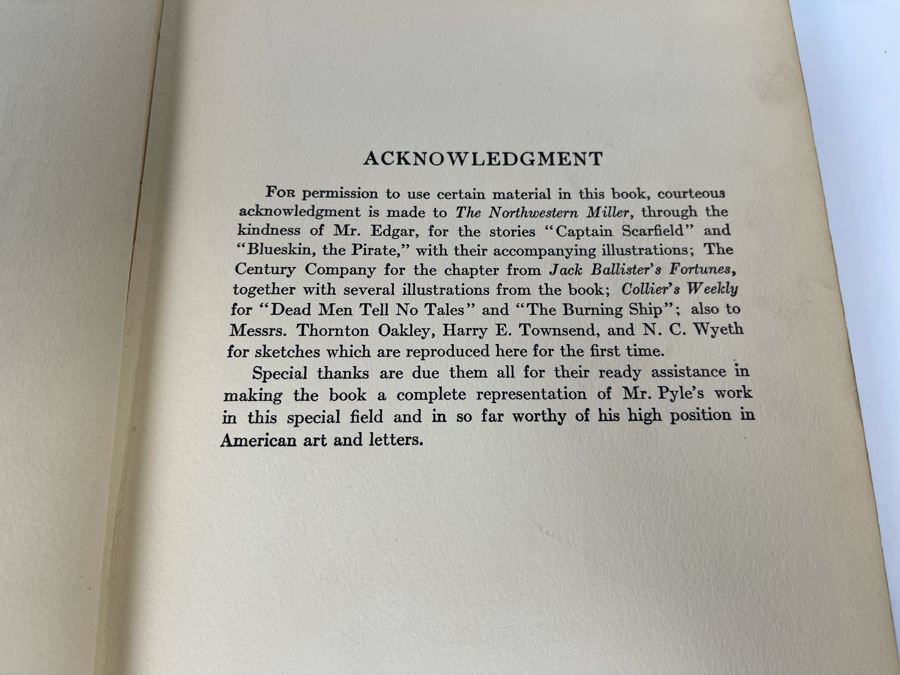 ACKNOWLEDGMENT
For permission to use certain material in this book, courteous
acknowledgment is made to The Northwestern Miller, through the
kindness of Mr. Edgar, for the stories “Captain Scarfield” and
“Blueskin, the Pirate,” with their accompanying illustrations; The
Century Company for the chapter from Jack Ballister’s Fortunes,
together with several illustrations from the book; Collier’s Weekly
for “Dead Men Tell No Tales” and “The Burning Ship”; also to
Messrs. Thornton Oakley, Harry E. Townsend, and N. C. Wyeth
for sketches which are reproduced here for the first time.
Special thanks are due them all for their ready assistance in
making the book a complete representation of Mr. Pyle’s work
in this special field and in so far worthy of his high position in
American art and letters.